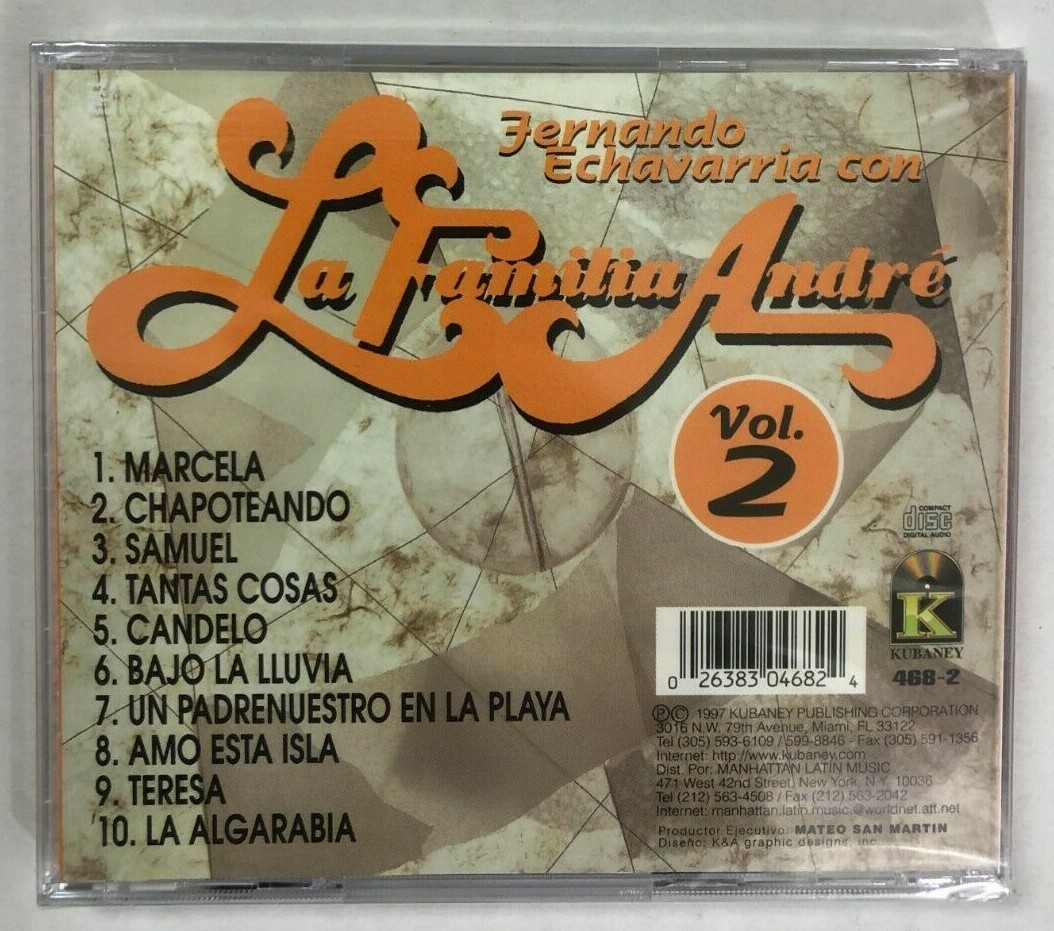 Fernando
Echavarria con
La Familia André
Vol.
2
1. MARCELA
2. CHAPOTEANDO
3. SAMUEL
4. TANTAS COSAS
5. CANDELO
6. BAJO LA LLUVIA
7. UN PADRENUESTRO EN LA PLAYA
8. AMO ESTA ISLA
9. TERESA
10. LA ALGARABIA
COMPACT
disc
DIGITAL AUDIO
K
KUBANEY
468-2
0 26383 04682 4
℗© 1997 KUBANEY PUBLISHING CORPORATION
3016 N.W. 79th Avenue, Miami, FL 33122
Tel (305) 593-6109 / 599-8846 - Fax (305) 591-1356
Internet: http://www.kubaney.com
Dist. Por: MANHATTAN LATIN MUSIC
471 West 42nd Street, New York, N.Y. 10036
Tel (212) 563-4508 / Fax (212) 563-2042
Internet: manhattan.latin.music.@worldnet.att.net
Productor Ejecutivo: MATEO SAN MARTIN
Diseño: K&A graphic designs, inc.